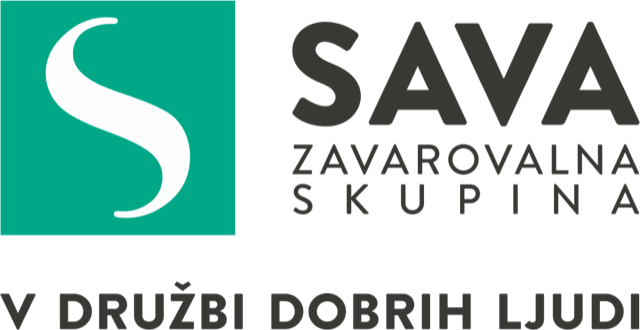 SAVA
ZAVAROVALNA
SKUPINA
V DRUŽBI DOBRIH LJUDI